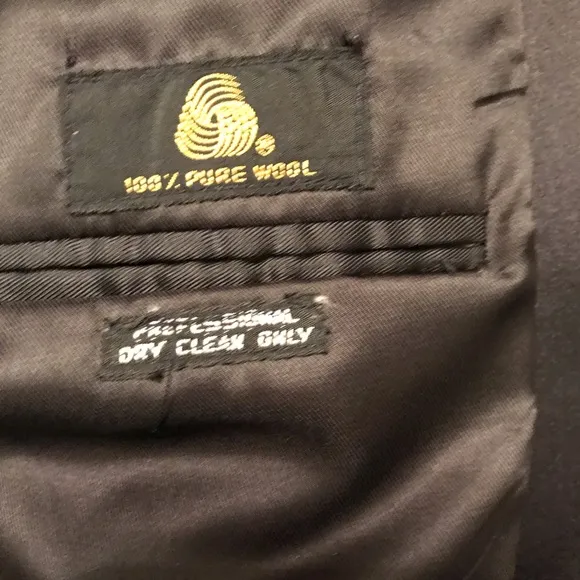 100% PURE WOOL
PROFESSIONAL
DRY CLEAN ONLY